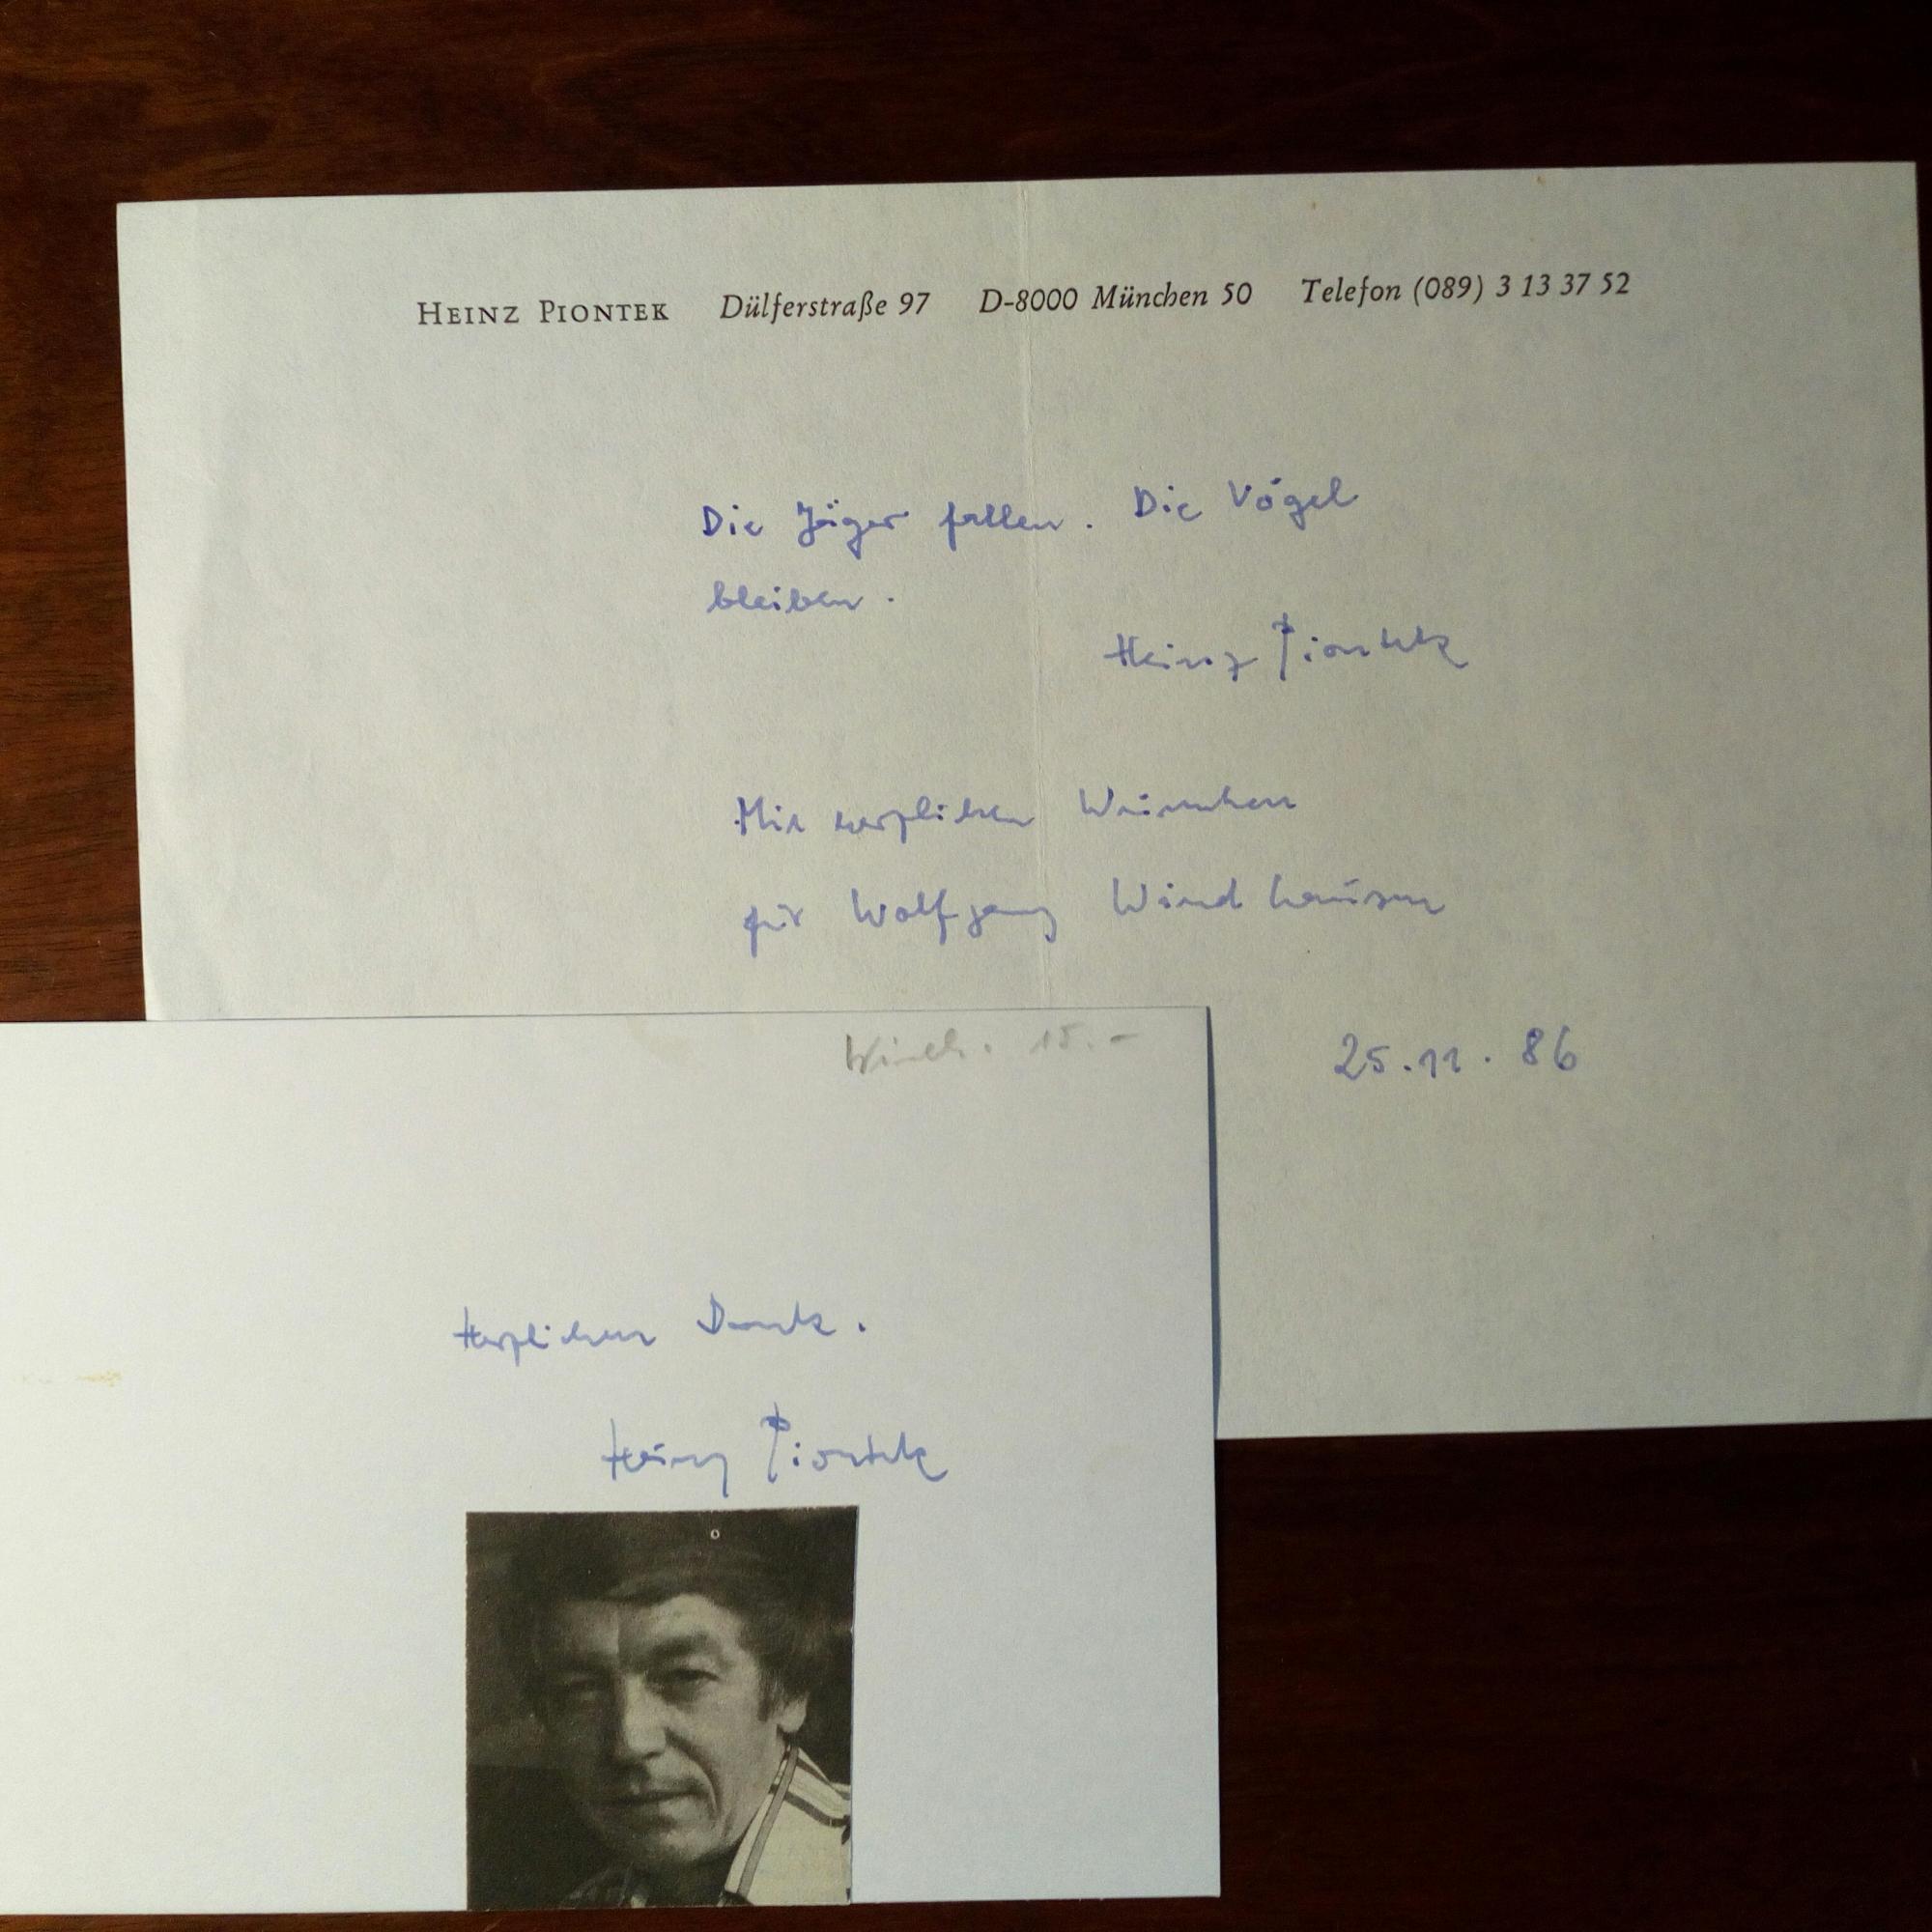 HEINZ PIONTEK Dülferstraße 97 D-8000 München 50 Telefon (089) 3 13 37 52
Die Jäger fallen. Die Vögel
bleiben.
Heinz Piontek
Mit herzlichen Wünschen
für Wolfgang Windhausen
25.11.86
15.-
Herzlichen Dank.
Heinz Piontek